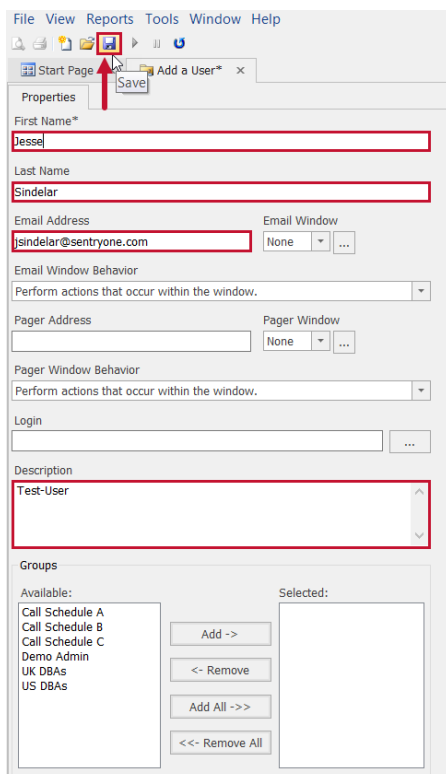 File View Reports Tools Window Help
Start Page Add a User* ×
Save
Properties
First Name*
Jesse
Last Name
Sindelar
Email Address Email Window
jsindelar@sentryone.com None ...
Email Window Behavior
Perform actions that occur within the window.
Pager Address Pager Window
None ...
Pager Window Behavior
Perform actions that occur within the window.
Login
...
Description
Test-User
Groups
Available: Selected:
Call Schedule A
Call Schedule B
Call Schedule C
Demo Admin
UK DBAs
US DBAs
Add ->
<- Remove
Add All ->>
<<- Remove All